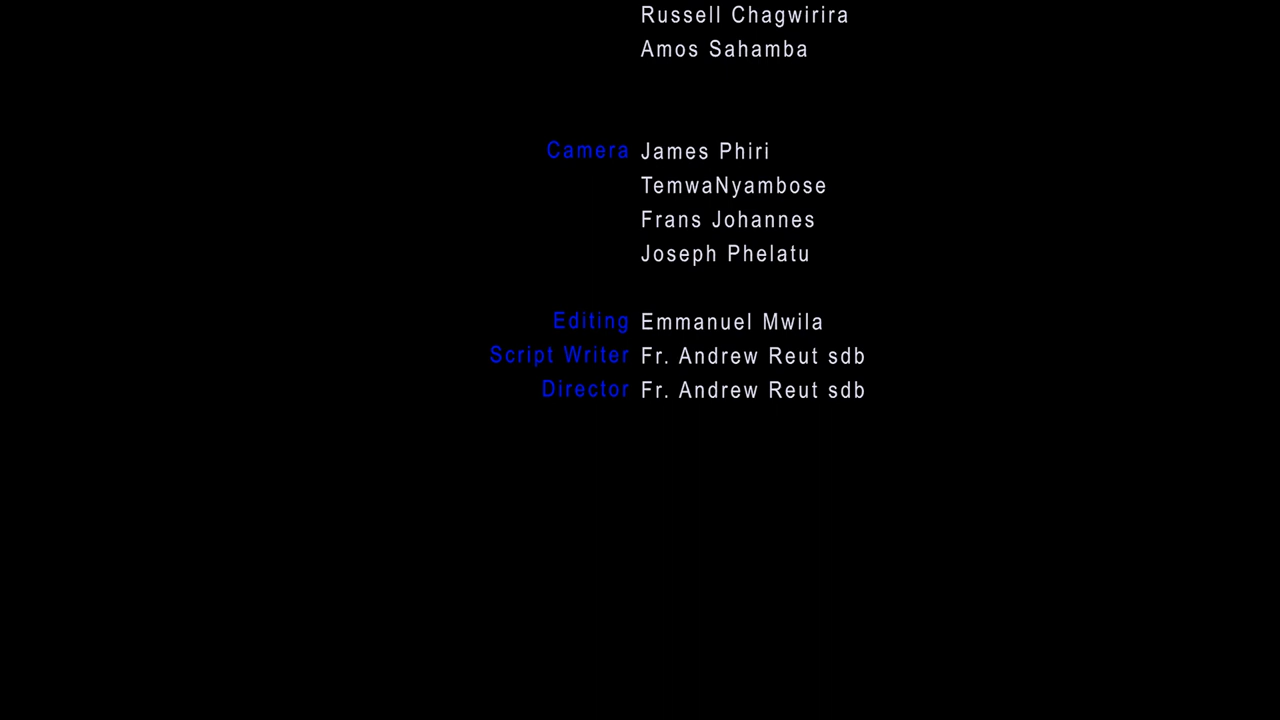 Russell Chagwirira
Amos Sahamba
Camera James Phiri
TemwaNyambose
Frans Johannes
Joseph Phelatu
Editing Emmanuel Mwila
Script Writer Fr. Andrew Reut sdb
Director Fr. Andrew Reut sdb